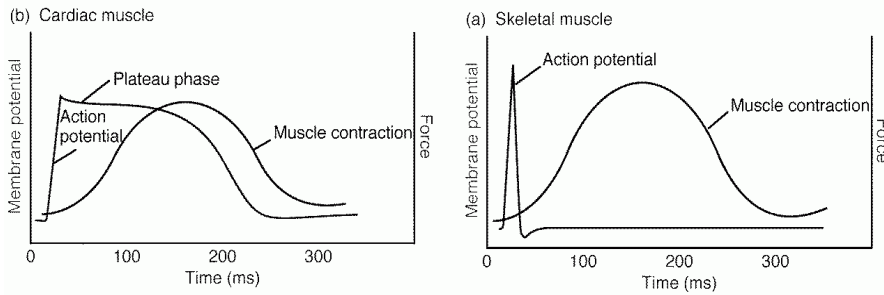 (b) Cardiac muscle
Membrane potential
Plateau phase
Action
potential
Muscle contraction
Force
0 100 200 300
Time (ms)
(a) Skeletal muscle
Membrane potential
Action potential
Muscle contraction
Force
0 100 200 300
Time (ms)